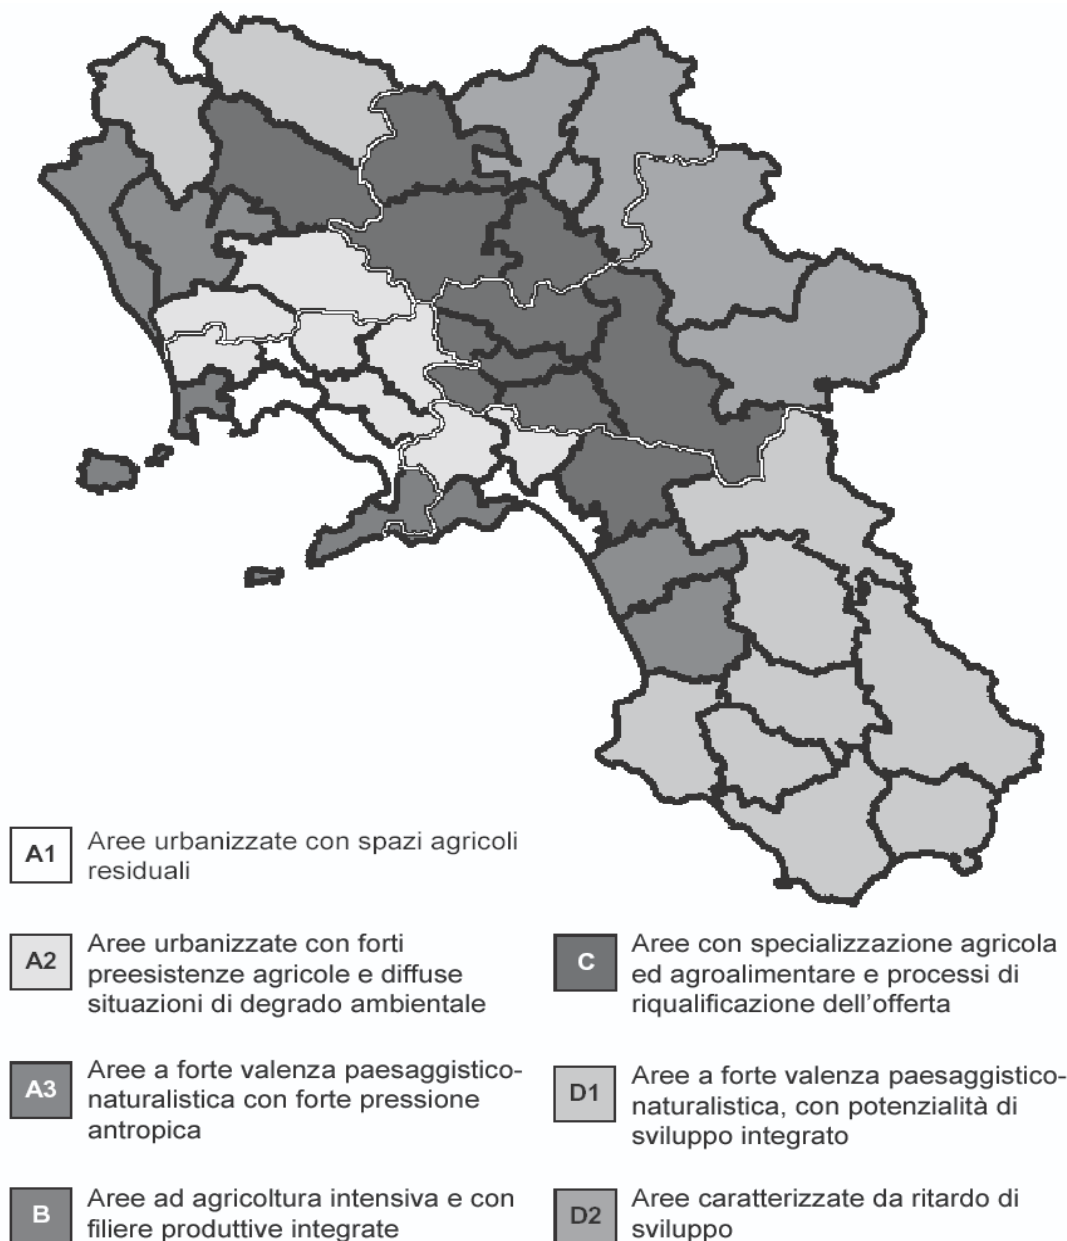 A1
Aree urbanizzate con spazi agricoli
residuali
A2
Aree urbanizzate con forti
preesistenze agricole e diffuse
situazioni di degrado ambientale
A3
Aree a forte valenza paesaggistico-
naturalistica con forte pressione
antropica
B
Aree ad agricoltura intensiva e con
filiere produttive integrate
C
Aree con specializzazione agricola
ed agroalimentare e processi di
riqualificazione dell'offerta
D1
Aree a forte valenza paesaggistico-
naturalistica, con potenzialità di
sviluppo integrato
D2
Aree caratterizzate da ritardo di
sviluppo